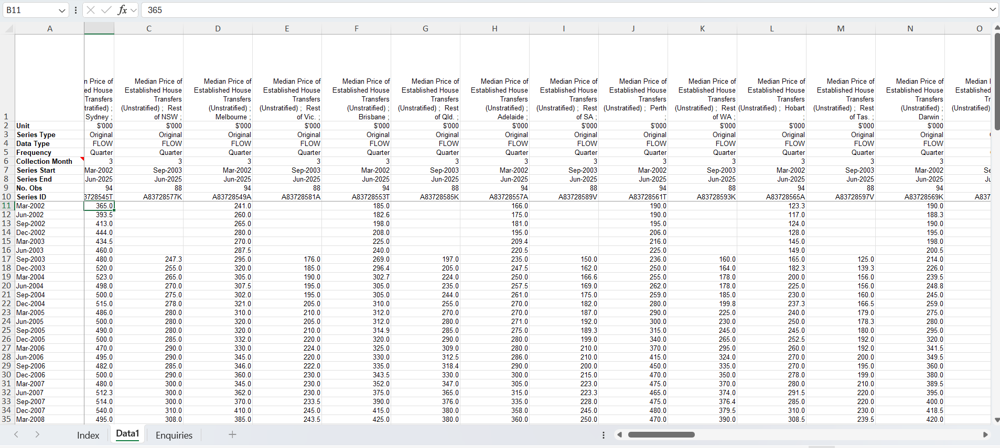 B11 fx 365
A C D E F G H I J K L M N O
n Price of Median Price of Median Price of Median Price of Median Price of Median Price of Median Price of Median Price of Median Price of Median Price of Median Price of Median Price of Median Price of Median
ed House Established House Established House Established House Established House Established House Established House Established House Established House Established House Established House Established House Established House Established
Transfers Transfers Transfers Transfers Transfers Transfers Transfers Transfers Transfers Transfers Transfers Transfers Transfers Tr
tratified) ; (Unstratified) ; Rest (Unstratified) ; (Unstratified) ; Rest (Unstratified) ; (Unstratified) ; Rest (Unstratified) ; (Unstratified) ; Rest (Unstratified) ; Perth (Unstratified) ; Rest (Unstratified) ; Hobart (Unstratified) ; Rest (Unstratified) ; (Unstratified)
1 Sydney ; of NSW ; Melbourne ; of Vic. ; Brisbane ; of Qld. ; Adelaide ; of SA ; ; of WA ; ; of Tas. ; Darwin ;
2 Unit $'000 $'000 $'000 $'000 $'000 $'000 $'000 $'000 $'000 $'000 $'000 $'000 $'000
3 Series Type Original Original Original Original Original Original Original Original Original Original Original Original Original
4 Data Type FLOW FLOW FLOW FLOW FLOW FLOW FLOW FLOW FLOW FLOW FLOW FLOW FLOW
5 Frequency Quarter Quarter Quarter Quarter Quarter Quarter Quarter Quarter Quarter Quarter Quarter Quarter Quarter
6 Collection Month 3 3 3 3 3 3 3 3 3 3 3 3 3
7 Series Start Mar-2002 Sep-2003 Mar-2002 Sep-2003 Mar-2002 Sep-2003 Mar-2002 Sep-2003 Mar-2002 Sep-2003 Mar-2002 Sep-2003 Mar-2002 Se
8 Series End Jun-2025 Jun-2025 Jun-2025 Jun-2025 Jun-2025 Jun-2025 Jun-2025 Jun-2025 Jun-2025 Jun-2025 Jun-2025 Jun-2025 Jun-2025 Ju
9 No. Obs 94 88 94 88 94 88 94 88 94 88 94 88 94
10 Series ID 3728545T A83728577K A83728549A A83728581A A83728553T A83728585K A83728557A A83728589V A83728561T A83728593K A83728565A A83728597V A83728569K A837
11 Mar-2002 365.0 241.0 185.0 166.0 190.0 123.3 190.0
12 Jun-2002 393.5 260.0 182.6 175.0 190.0 117.0 188.3
13 Sep-2002 413.0 265.0 198.0 181.0 195.0 124.0 190.0
14 Dec-2002 444.0 280.0 208.0 195.0 206.0 128.0 195.0
15 Mar-2003 434.5 270.0 225.0 209.4 216.0 145.0 198.0
16 Jun-2003 460.0 287.5 240.0 220.5 225.0 149.0 200.5
17 Sep-2003 480.0 247.3 295.0 176.0 269.0 197.0 235.0 150.0 236.0 160.0 165.0 125.0 214.0
18 Dec-2003 520.0 255.0 320.0 185.0 296.4 205.0 247.5 162.0 250.0 164.0 182.3 139.3 226.0
19 Mar-2004 523.0 265.0 305.0 190.0 302.7 224.0 250.0 166.6 255.0 178.0 200.0 156.0 239.5
20 Jun-2004 498.0 270.0 307.5 195.0 305.0 235.0 257.5 169.0 262.0 178.0 225.0 156.0 248.8
21 Sep-2004 500.0 275.0 302.0 195.0 305.0 244.0 261.0 175.0 259.0 185.0 230.0 160.0 245.0
22 Dec-2004 515.0 278.0 321.0 205.0 310.0 255.0 270.0 182.0 280.0 199.8 237.3 166.5 259.0
23 Mar-2005 486.0 280.0 310.0 210.0 312.0 270.0 270.0 187.0 290.0 225.0 240.0 179.0 275.0
24 Jun-2005 500.0 280.0 320.0 205.0 312.0 280.0 271.0 192.0 300.0 230.0 250.0 178.3 280.0
25 Sep-2005 490.0 280.0 320.0 210.0 314.9 285.0 275.0 189.3 315.0 245.0 245.0 180.0 295.0
26 Dec-2005 500.0 285.0 332.0 220.0 320.0 290.0 280.0 199.0 340.0 265.0 252.5 192.0 320.0
27 Mar-2006 470.0 290.0 330.0 224.0 325.0 309.0 280.0 210.0 370.0 295.0 260.0 192.0 341.5
28 Jun-2006 495.0 290.0 345.0 220.0 330.0 312.5 286.0 210.0 415.0 324.0 270.0 200.0 349.5
29 Sep-2006 482.0 285.0 346.0 222.0 335.0 318.4 290.0 200.0 450.0 335.0 270.0 195.0 360.0
30 Dec-2006 500.0 290.0 360.0 230.0 343.5 330.0 300.0 215.0 470.0 350.0 278.0 199.0 380.0
31 Mar-2007 480.0 300.0 345.0 230.0 352.0 347.0 305.0 223.0 475.0 370.0 280.0 210.0 389.5
32 Jun-2007 512.3 300.0 362.0 230.0 375.0 365.0 315.0 223.3 465.0 374.0 291.5 220.0 395.0
33 Sep-2007 514.0 300.0 370.0 233.5 390.0 376.0 335.0 228.0 475.0 376.4 285.0 220.0 400.0
34 Dec-2007 540.0 310.0 410.0 245.0 415.0 380.0 358.0 245.0 480.0 379.5 310.0 230.0 418.5
35 Mar-2008 495.0 308.0 385.0 243.5 425.0 380.0 360.0 250.0 470.0 390.0 308.5 239.5 420.0
Index Data1 Enquiries